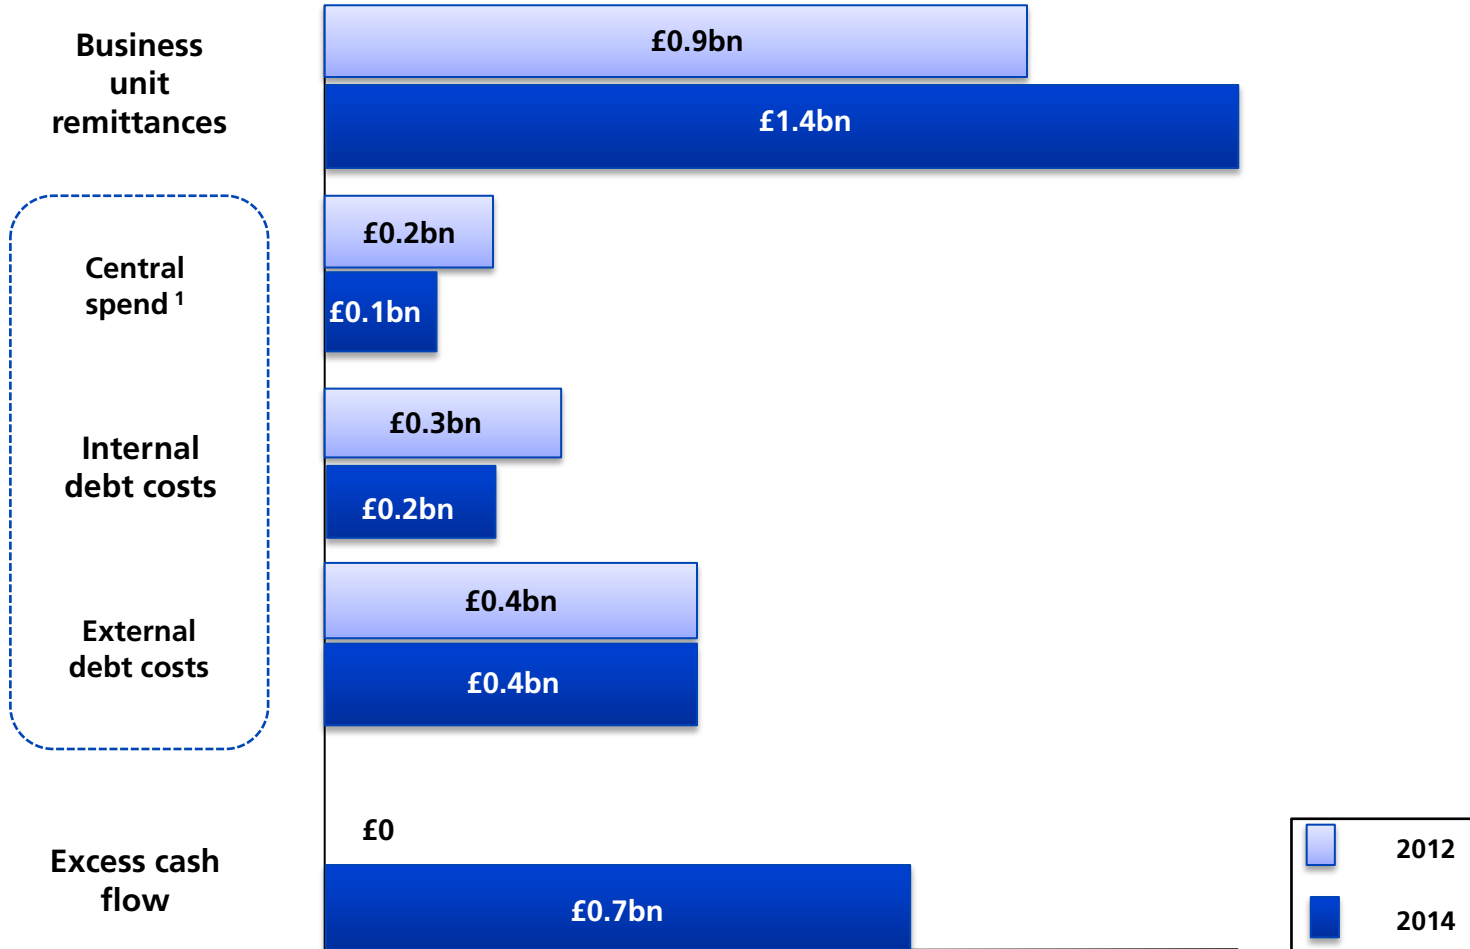 Business
unit
remittances
£0.9bn
£1.4bn
Central
spend ¹
£0.2bn
£0.1bn
Internal
debt costs
£0.3bn
£0.2bn
External
debt costs
£0.4bn
£0.4bn
Excess cash
flow
£0
£0.7bn
2012
2014